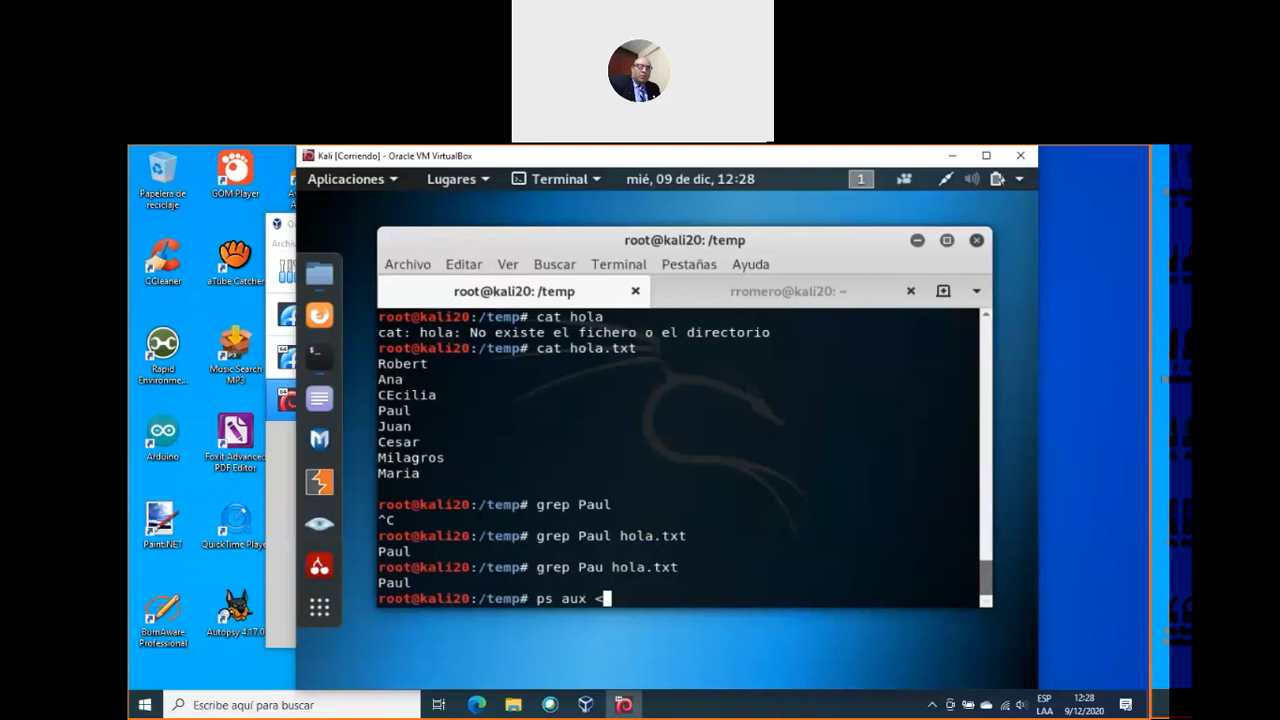 Kali [Corriendo] - Oracle VM VirtualBox
Aplicaciones
Lugares
Terminal
mié, 09 de dic, 12:28
1
root@kali20: /temp
Archivo Editar Ver Buscar Terminal Pestañas Ayuda
root@kali20: /temp
rromero@kali20: ~
root@kali20:/temp# cat hola
cat: hola: No existe el fichero o el directorio
root@kali20:/temp# cat hola.txt
Robert
Ana
CEcilia
Paul
Juan
Cesar
Milagros
Maria
root@kali20:/temp# grep Paul
^C
root@kali20:/temp# grep Paul hola.txt
Paul
root@kali20:/temp# grep Pau hola.txt
Paul
root@kali20:/temp# ps aux <
Papelera de
reciclaje
GOM Player
CCleaner
aTube Catcher
Rapid
Environme...
Music Search
MP3
Arduino
Foxit Advanced
PDF Editor
Paint.NET
QuickTime Player
BurnAware
Professional
Autopsy 4.17.0
Archi
Escribe aquí para buscar
ESP
LAA
12:28
9/12/2020